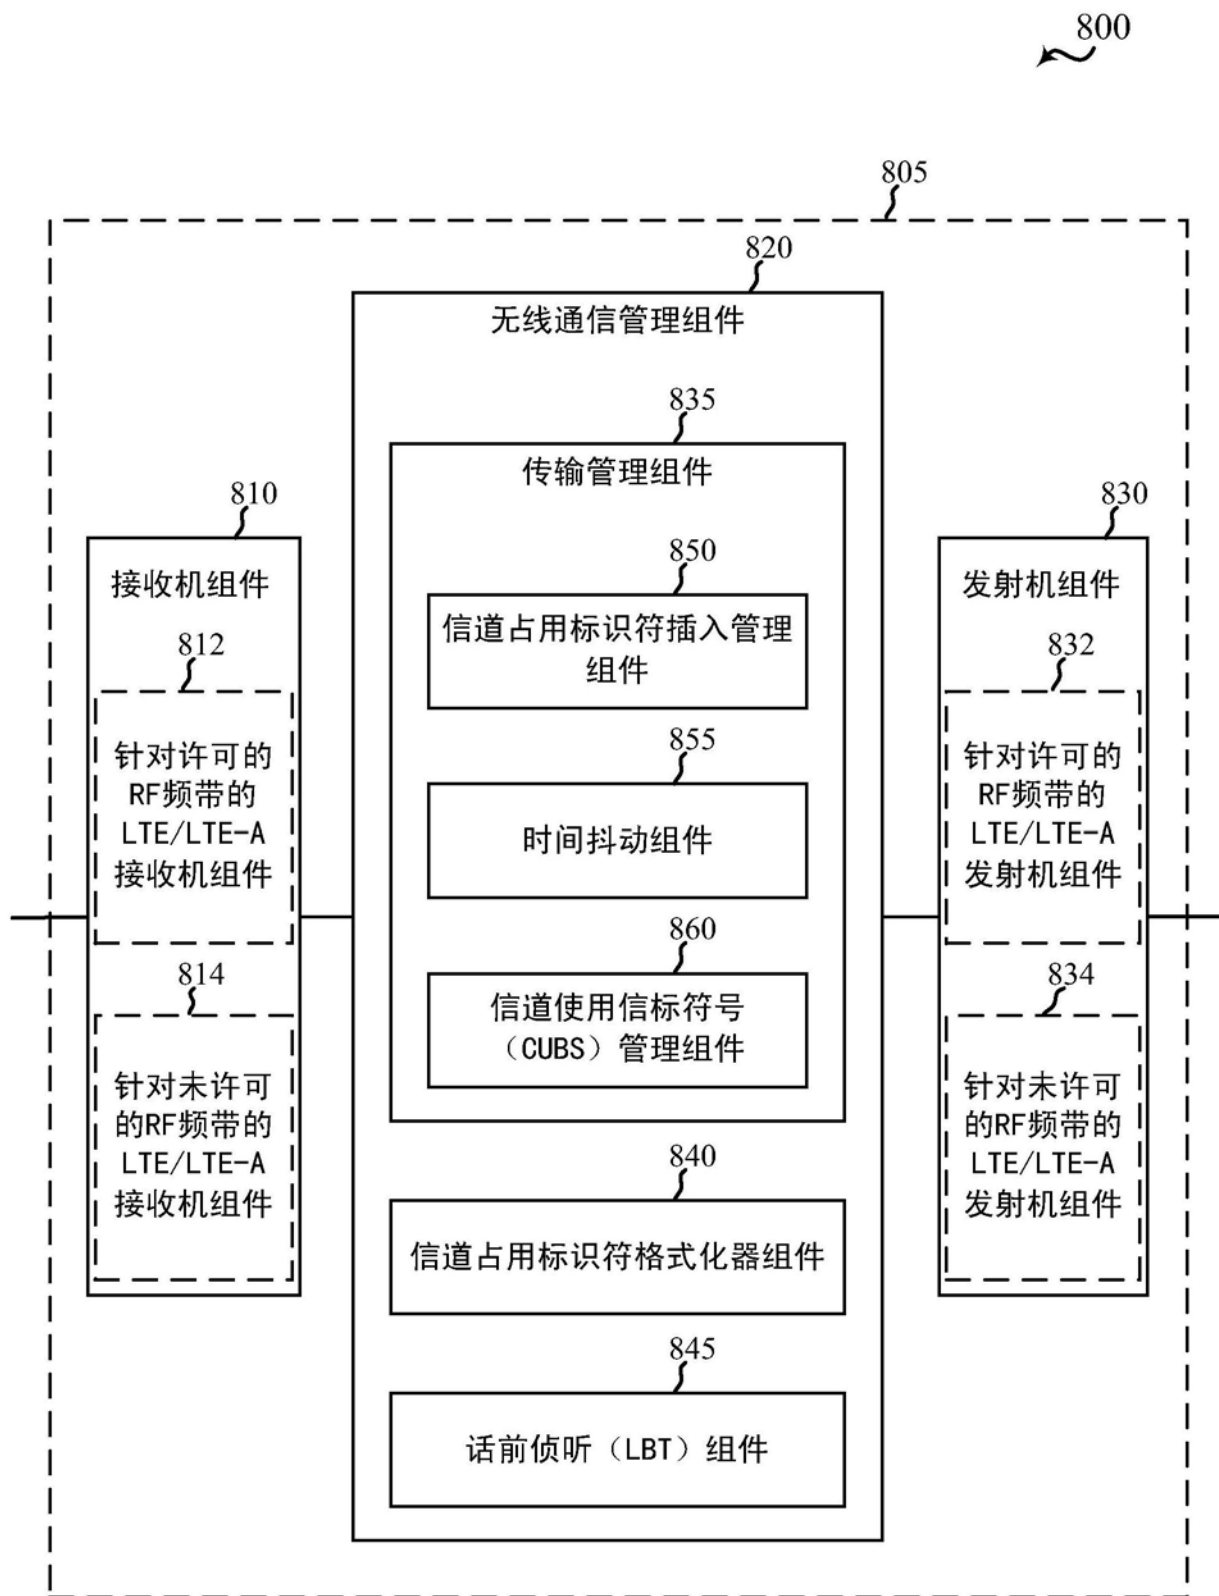 800
805
820
无线通信管理组件
835
传输管理组件
810
接收机组件
812
针对许可的
RF频带的
LTE/LTE-A
接收机组件
814
针对未许可
的RF频带的
LTE/LTE-A
接收机组件
850
信道占用标识符插入管理
组件
855
时间抖动组件
860
信道使用信标符号
（CUBS）管理组件
840
信道占用标识符格式化器组件
845
话前侦听（LBT）组件
830
发射机组件
832
针对许可的
RF频带的
LTE/LTE-A
发射机组件
834
针对未许可
的RF频带的
LTE/LTE-A
发射机组件